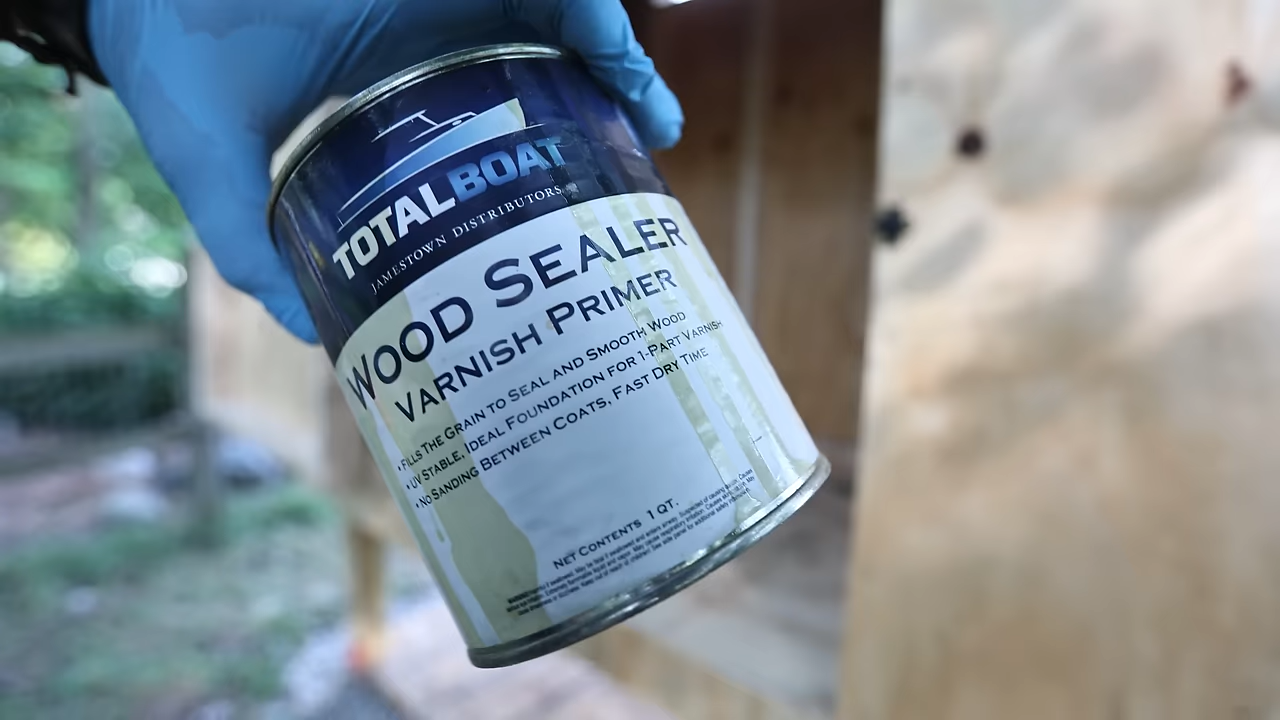 TOTALBOAT
JAMESTOWN DISTRIBUTORS
WOOD SEALER
VARNISH PRIMER
• FILLS THE GRAIN TO SEAL AND SMOOTH WOOD
• UV STABLE, IDEAL FOUNDATION FOR 1-PART VARNISH
• NO SANDING BETWEEN COATS, FAST DRY TIME
NET CONTENTS 1 QT.